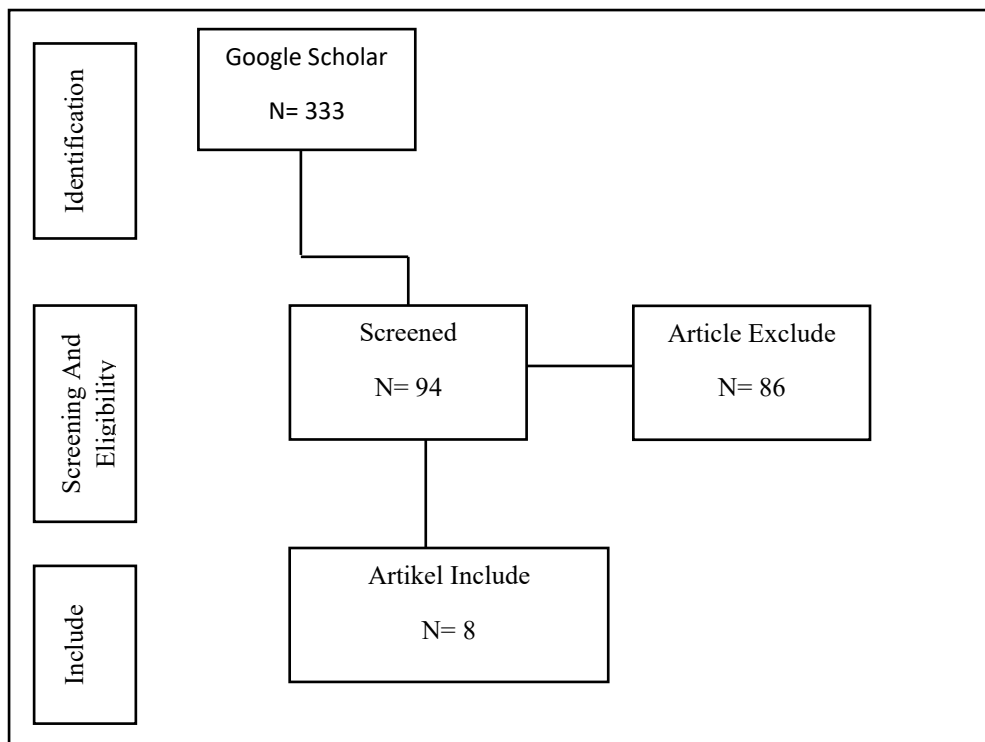 Identification
Google Scholar
N= 333
Screening And
Eligibility
Screened
N= 94
Article Exclude
N= 86
Include
Artikel Include
N= 8